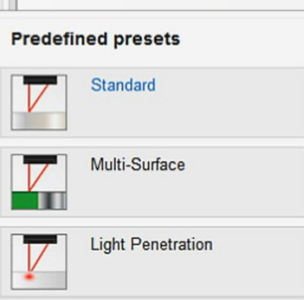 Predefined presets
Standard
Multi-Surface
Light Penetration